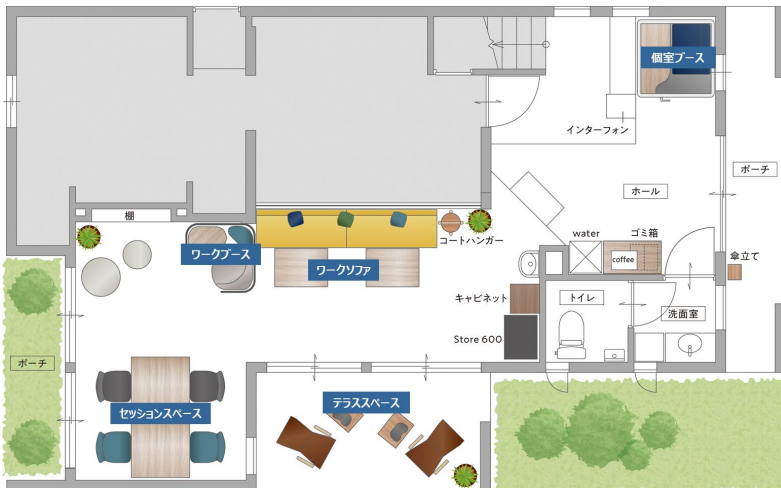 個室ブース
インターフォン
ポーチ
ホール
棚
コートハンガー
ワークブース
ワークソファ
water
ゴミ箱
coffee
傘立て
キャビネット
トイレ
洗面室
Store 600
ポーチ
セッションスペース
テラススペース